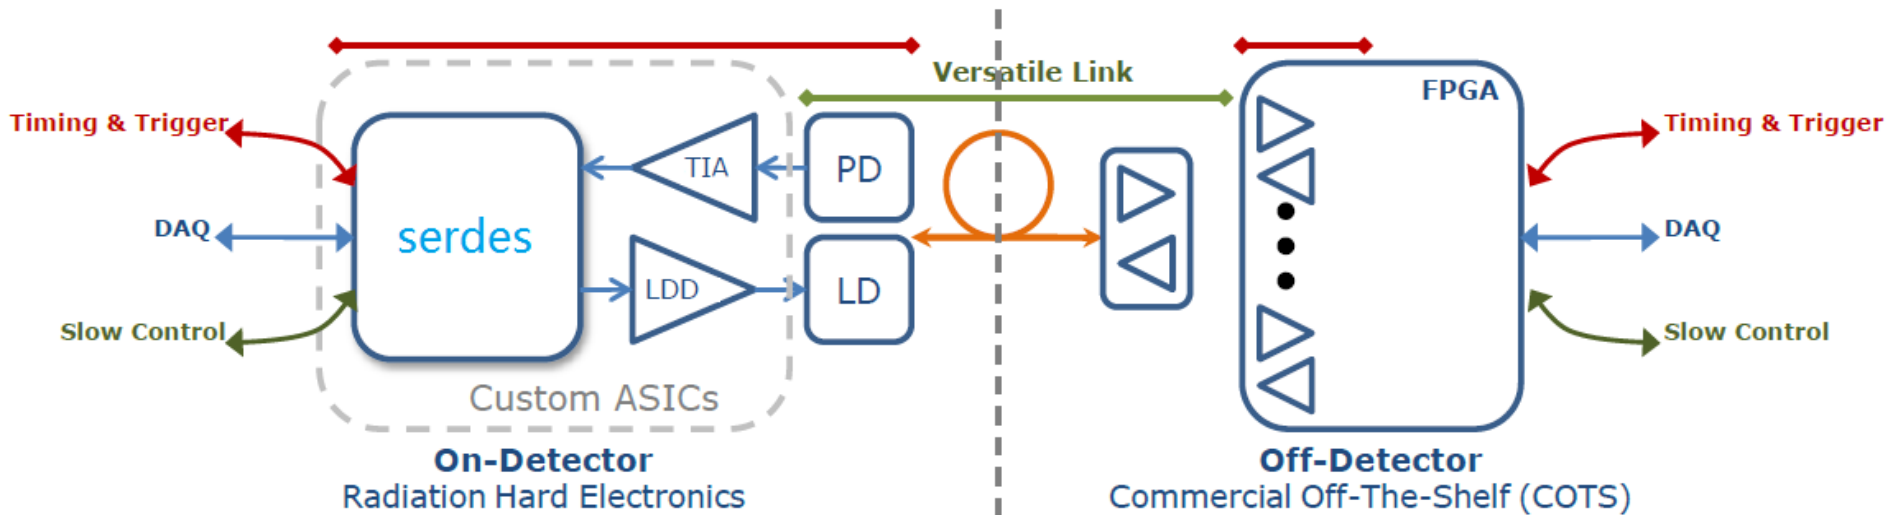 Versatile Link
FPGA
Timing & Trigger
DAQ
Slow Control
serdes
TIA
LDD
PD
LD
Custom ASICs
Timing & Trigger
DAQ
Slow Control
On-Detector
Radiation Hard Electronics
Off-Detector
Commercial Off-The-Shelf (COTS)